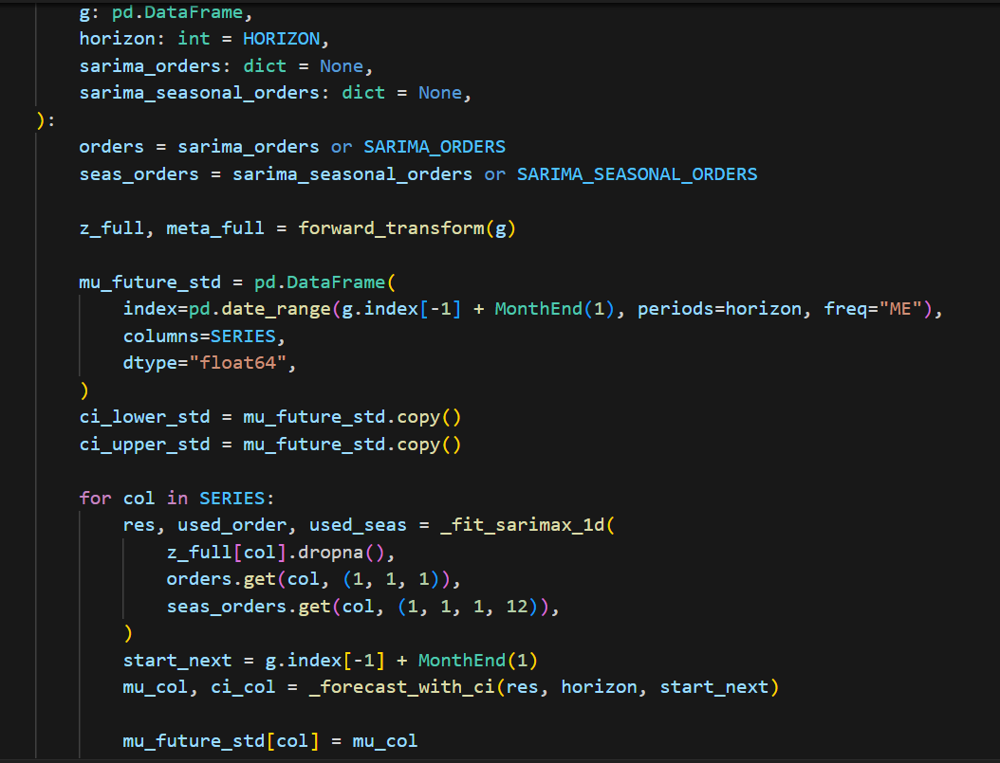 g: pd.DataFrame,
horizon: int = HORIZON,
sarima_orders: dict = None,
sarima_seasonal_orders: dict = None,
):
orders = sarima_orders or SARIMA_ORDERS
seas_orders = sarima_seasonal_orders or SARIMA_SEASONAL_ORDERS
z_full, meta_full = forward_transform(g)
mu_future_std = pd.DataFrame(
index=pd.date_range(g.index[-1] + MonthEnd(1), periods=horizon, freq="ME"),
columns=SERIES,
dtype="float64",
)
ci_lower_std = mu_future_std.copy()
ci_upper_std = mu_future_std.copy()
for col in SERIES:
res, used_order, used_seas = _fit_sarimax_1d(
z_full[col].dropna(),
orders.get(col, (1, 1, 1)),
seas_orders.get(col, (1, 1, 1, 12)),
)
start_next = g.index[-1] + MonthEnd(1)
mu_col, ci_col = _forecast_with_ci(res, horizon, start_next)
mu_future_std[col] = mu_col